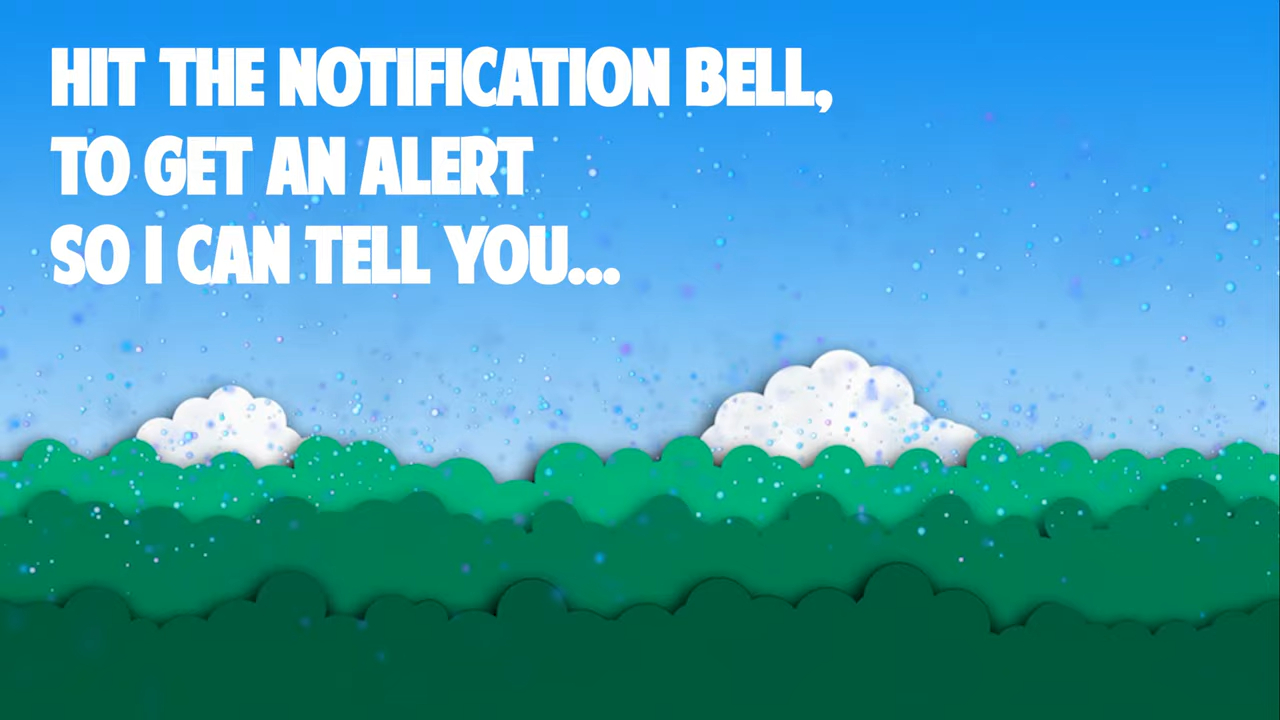 HIT THE NOTIFICATION BELL,
TO GET AN ALERT
SO I CAN TELL YOU...